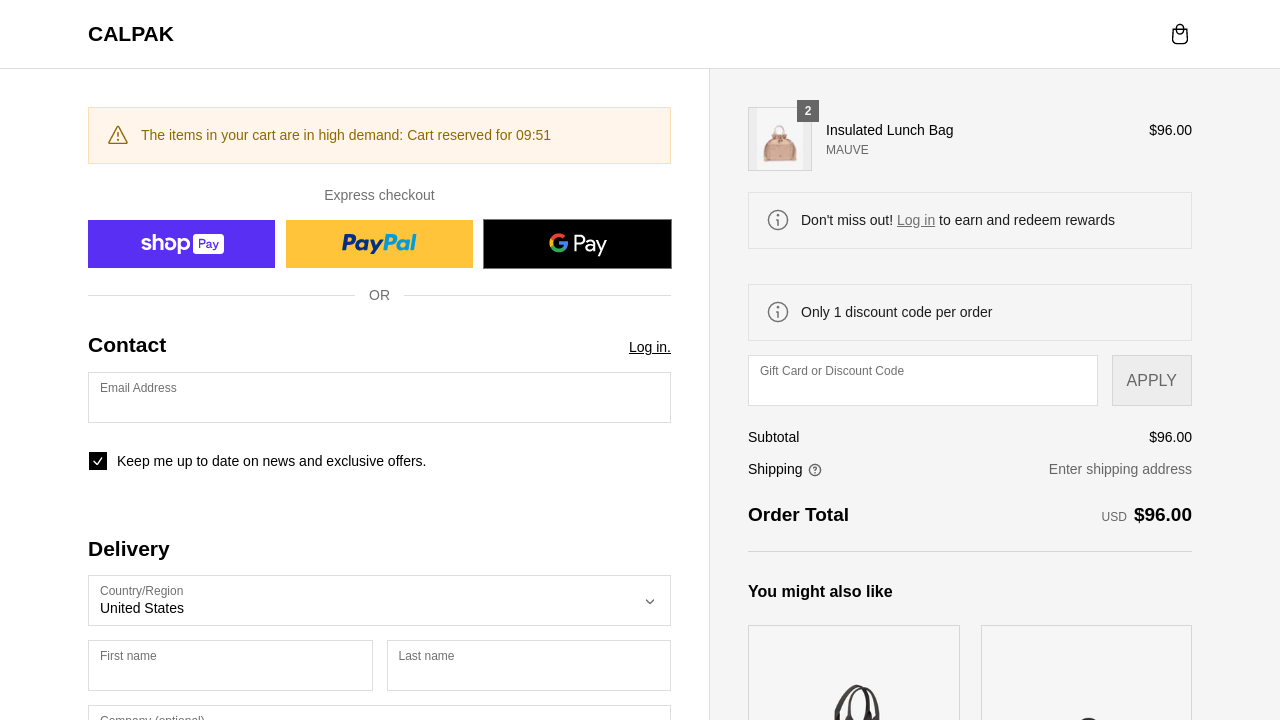 CALPAK
The items in your cart are in high demand: Cart reserved for 09:51
Express checkout
shop Pay
PayPal
G Pay
OR
Contact
Log in.
Email Address
Keep me up to date on news and exclusive offers.
Delivery
Country/Region
United States
First name
Last name
Company (optional)
2
Insulated Lunch Bag
$96.00
MAUVE
Don't miss out! Log in to earn and redeem rewards
Only 1 discount code per order
Gift Card or Discount Code
APPLY
Subtotal
$96.00
Shipping
Enter shipping address
Order Total
USD $96.00
You might also like